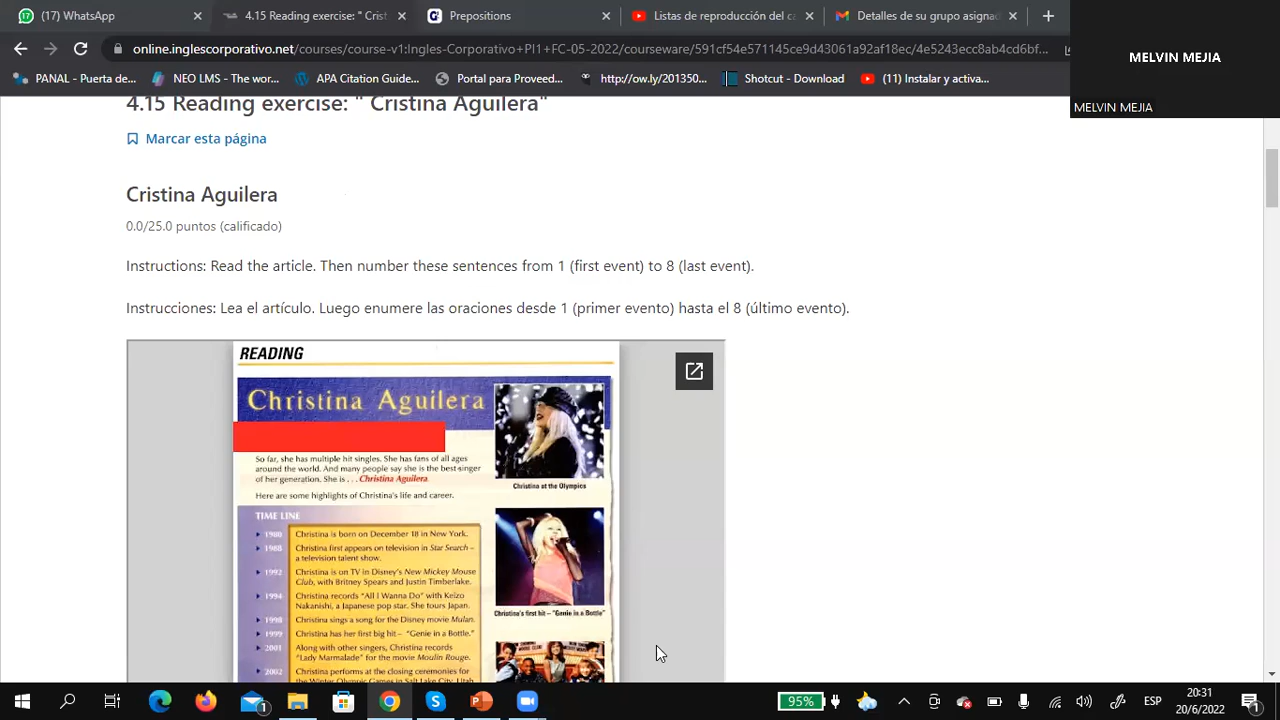 (17) WhatsApp
4.15 Reading exercise: " Crist
Prepositions
Listas de reproducción del ca
Detalles de su grupo asignad
online.inglescorporativo.net/courses/course-v1:Ingles-Corporativo+PI1+FC-05-2022/courseware/591cf54e571145ce9d43061a92af18ec/4e5243ecc8ab4cd6bf...
PANAL - Puerta de...
NEO LMS - The wor...
APA Citation Guide...
Portal para Proveed...
http://ow.ly/201350...
Shotcut - Download
(11) Instalar y activa...
MELVIN MEJIA
MELVIN MEJIA
4.15 Reading exercise: " Cristina Aguilera"
Marcar esta página
Cristina Aguilera
0.0/25.0 puntos (calificado)
Instructions: Read the article. Then number these sentences from 1 (first event) to 8 (last event).
Instrucciones: Lea el artículo. Luego enumere las oraciones desde 1 (primer evento) hasta el 8 (último evento).
READING
Christina Aguilera
So far, she has multiple hit singles. She has fans of all ages
around the world. And many people say she is the best singer
of her generation. She is . . . Christina Aguilera
Here are some highlights of Christina's life and career.
Christina at the Olympics
TIME LINE
1980 Christina is born on December 18 in New York.
1988 Christina first appears on television in Star Search –
a television talent show.
1992 Christina is on TV in Disney's New Mickey Mouse
Club, with Britney Spears and Justin Timberlake.
1994 Christina records "All I Wanna Do" with Keizo
Nakanishi, a Japanese pop star. She tours Japan.
Christina's first hit – "Genie in a Bottle"
1998 Christina sings a song for the Disney movie Mulan.
1999 Christina has her first big hit – "Genie in a Bottle."
2001 Along with other singers, Christina records
"Lady Marmalade" for the movie Moulin Rouge.
2002 Christina performs at the closing ceremonies for
the Winter Olympic Games in Salt Lake City, Utah
95%
ESP
20:31
20/6/2022